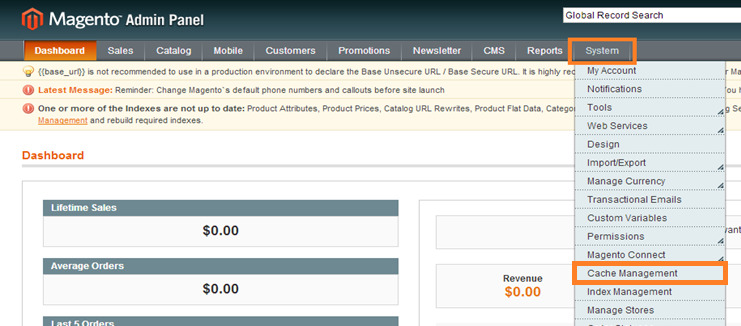 Magento™ Admin Panel
Global Record Search
Dashboard Sales Catalog Mobile Customers Promotions Newsletter CMS Reports System
{{base_url}} is not recommended to use in a production environment to declare the Base Unsecure URL / Base Secure URL. It is highly
Latest Message: Reminder: Change Magento`s default phone numbers and callouts before site launch
One or more of the Indexes are not up to date: Product Attributes, Product Prices, Catalog URL Rewrites, Product Flat Data,
Management and rebuild required indexes.
My Account
Notifications
Tools
Web Services
Design
Import/Export
Manage Currency
Transactional Emails
Custom Variables
Permissions
Magento Connect
Cache Management
Index Management
Manage Stores
Dashboard
Lifetime Sales
$0.00
Average Orders
$0.00
Last 5 Orders
Revenue
$0.00